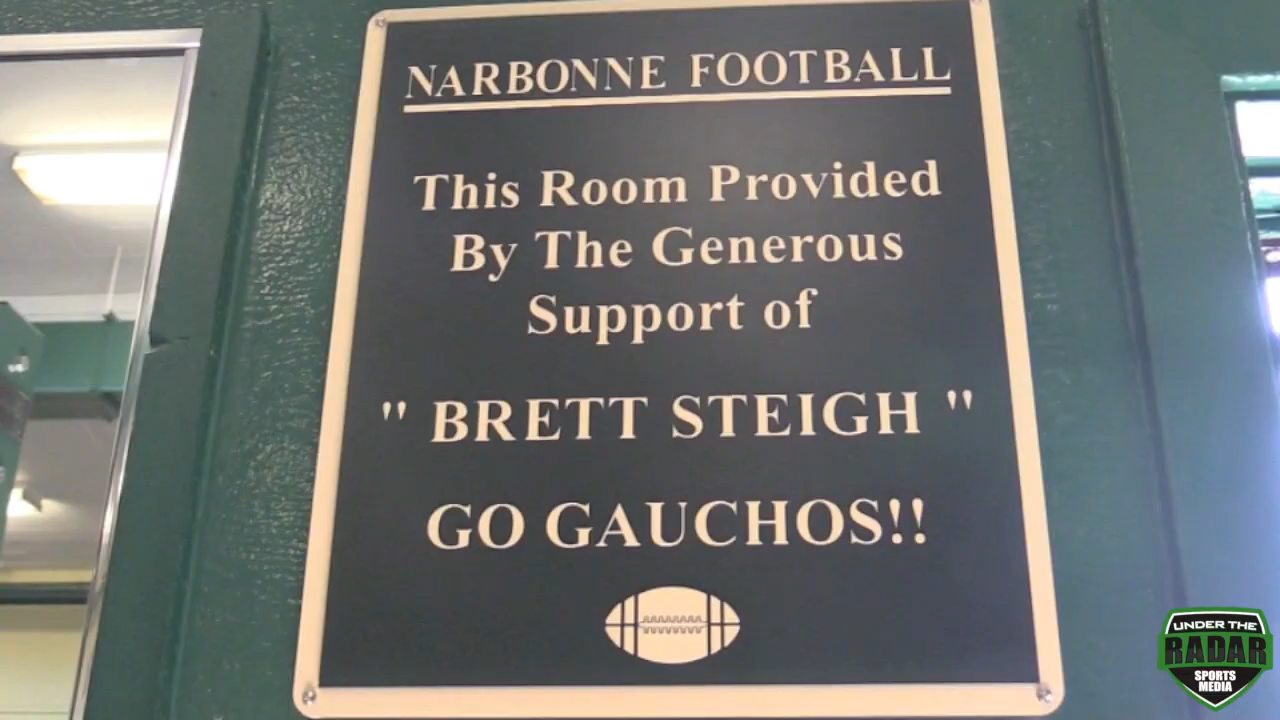 NARBONNE FOOTBALL
This Room Provided
By The Generous
Support of
" BRETT STEIGH "
GO GAUCHOS!!
UNDER THE
RADAR
SPORTS
MEDIA